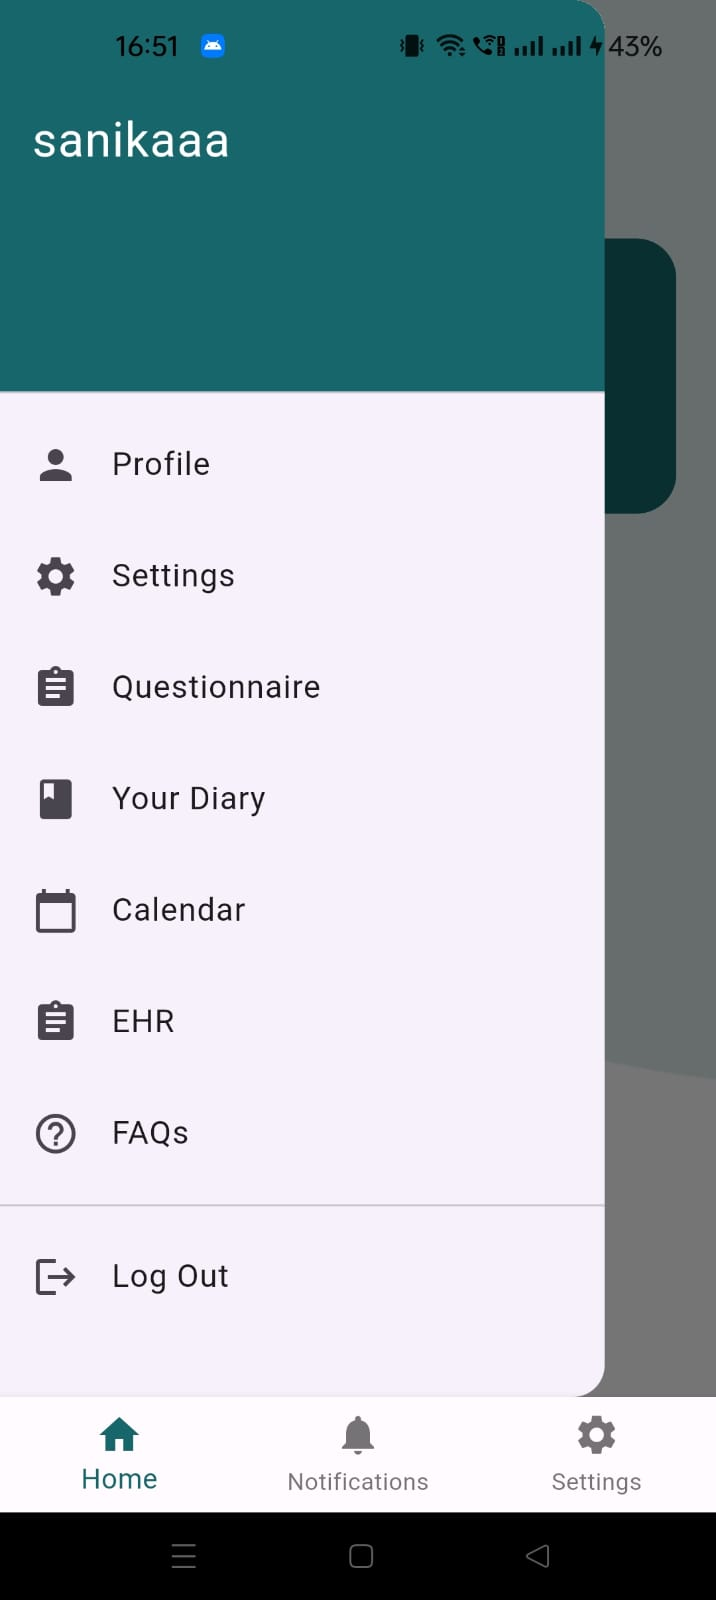 16:51
43%
sanikaaa
Profile
Settings
Questionnaire
Your Diary
Calendar
EHR
FAQs
Log Out
Home
Notifications
Settings